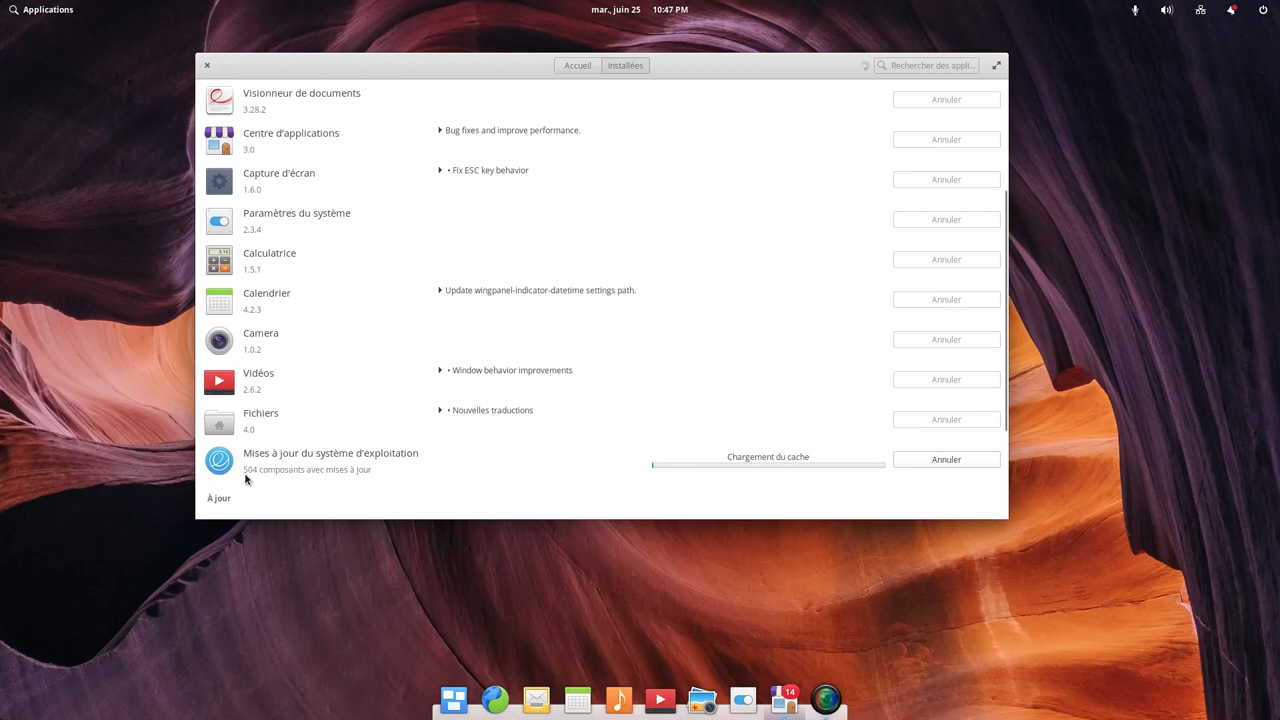 Applications
mar., juin 25 10:47 PM
Accueil
Installées
Rechercher des appli...
Visionneur de documents
3.28.2
Annuler
Centre d'applications
3.0
Bug fixes and improve performance.
Annuler
Capture d'écran
1.6.0
• Fix ESC key behavior
Annuler
Paramètres du système
2.3.4
Annuler
Calculatrice
1.5.1
Annuler
Calendrier
4.2.3
Update wingpanel-indicator-datetime settings path.
Annuler
Camera
1.0.2
Annuler
Vidéos
2.6.2
• Window behavior improvements
Annuler
Fichiers
4.0
• Nouvelles traductions
Annuler
Mises à jour du système d'exploitation
504 composants avec mises à jour
Chargement du cache
Annuler
À jour
14